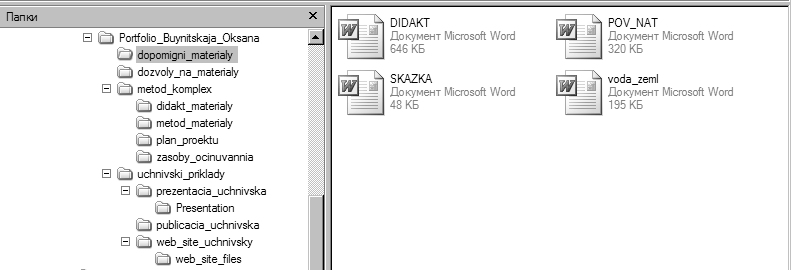 Папки
Portfolio_Buynitskaja_Oksana
dopomigni_materialy
dozvoly_na_materialy
metod_komplex
didakt_materialy
metod_materialy
plan_proektu
zasoby_ocinuvannia
uchnivski_priklady
prezentacia_uchnivska
Presentation
publicacia_uchnivska
web_site_uchnivsky
web_site_files
DIDAKT
Документ Microsoft Word
646 КБ
POV_NAT
Документ Microsoft Word
320 КБ
SKAZKA
Документ Microsoft Word
48 КБ
voda_zeml
Документ Microsoft Word
195 КБ